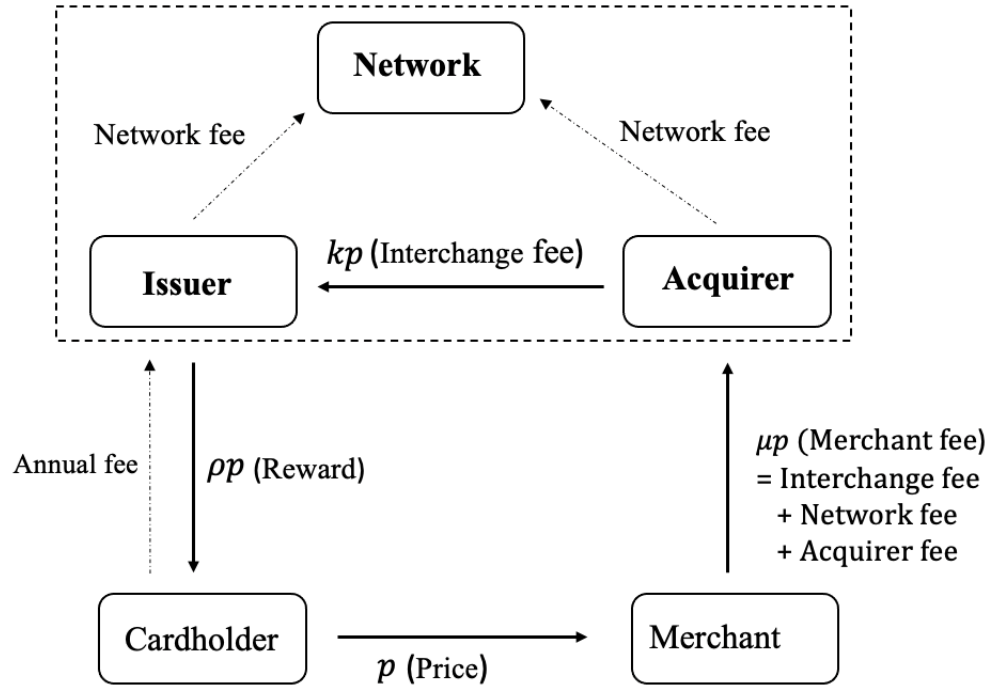 Network
Network fee
Network fee
kp (Interchange fee)
Issuer
Acquirer
Annual fee
ρp (Reward)
μp (Merchant fee)
= Interchange fee
+ Network fee
+ Acquirer fee
Cardholder
Merchant
p (Price)